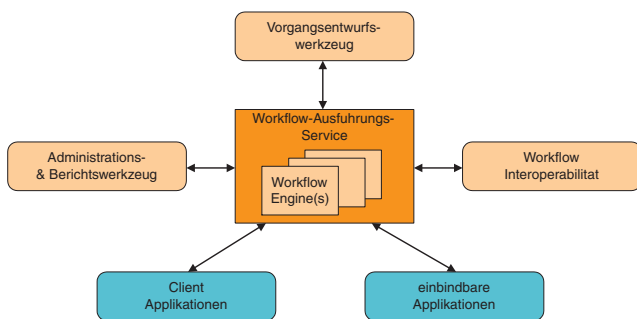 Vorgangsentwurfs-
werkzeug
Workflow-Ausfuhrungs-
Service
Administrations-
& Berichtswerkzeug
Workflow
Engine(s)
Workflow
Interoperabilitat
Client
Applikationen
einbindbare
Applikationen